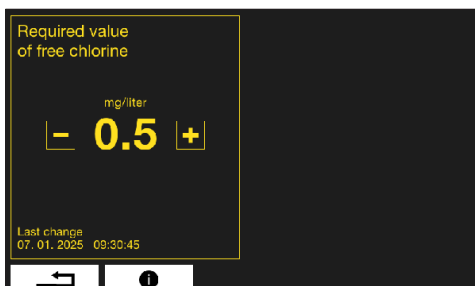 Required value
of free chlorine
mg/liter
- 0.5 +
Last change
07. 01. 2025 09:30:45